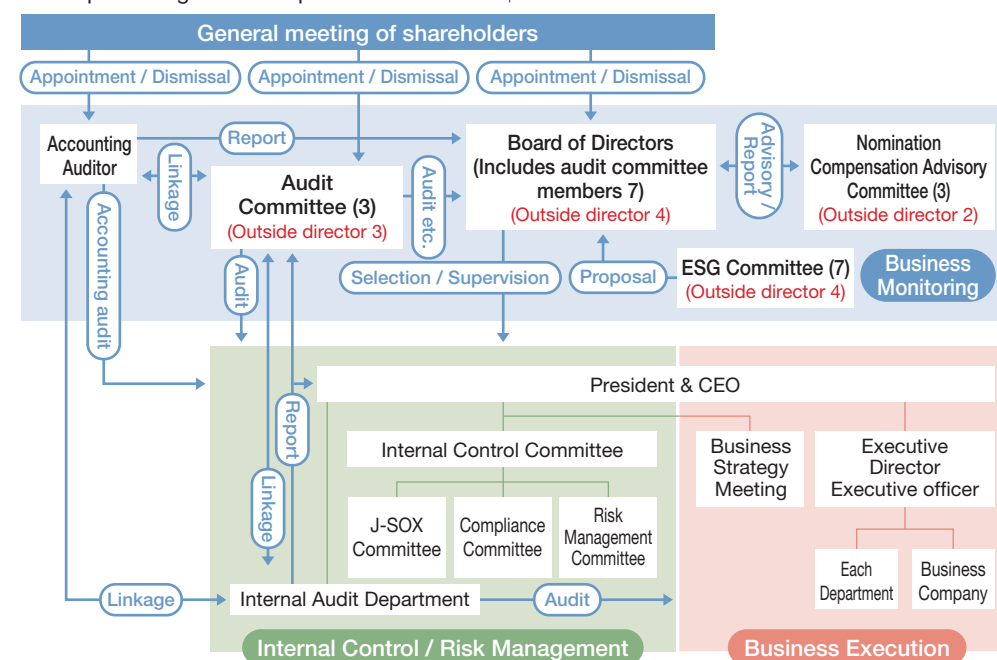 General meeting of shareholders
Appointment / Dismissal
Appointment / Dismissal
Appointment / Dismissal
Accounting
Auditor
Report
Linkage
Audit
Committee (3)
(Outside director 3)
Audit etc.
Board of Directors
(Includes audit committee
members 7)
(Outside director 4)
Advisory /
Report
Nomination
Compensation Advisory
Committee (3)
(Outside director 2)
Accounting audit
Audit
Selection / Supervision
Proposal
ESG Committee (7)
(Outside director 4)
Business
Monitoring
President & CEO
Report
Linkage
Internal Control Committee
Business
Strategy
Meeting
Executive
Director
Executive officer
J-SOX
Committee
Compliance
Committee
Risk
Management
Committee
Each
Department
Business
Company
Linkage
Internal Audit Department
Audit
Internal Control / Risk Management
Business Execution